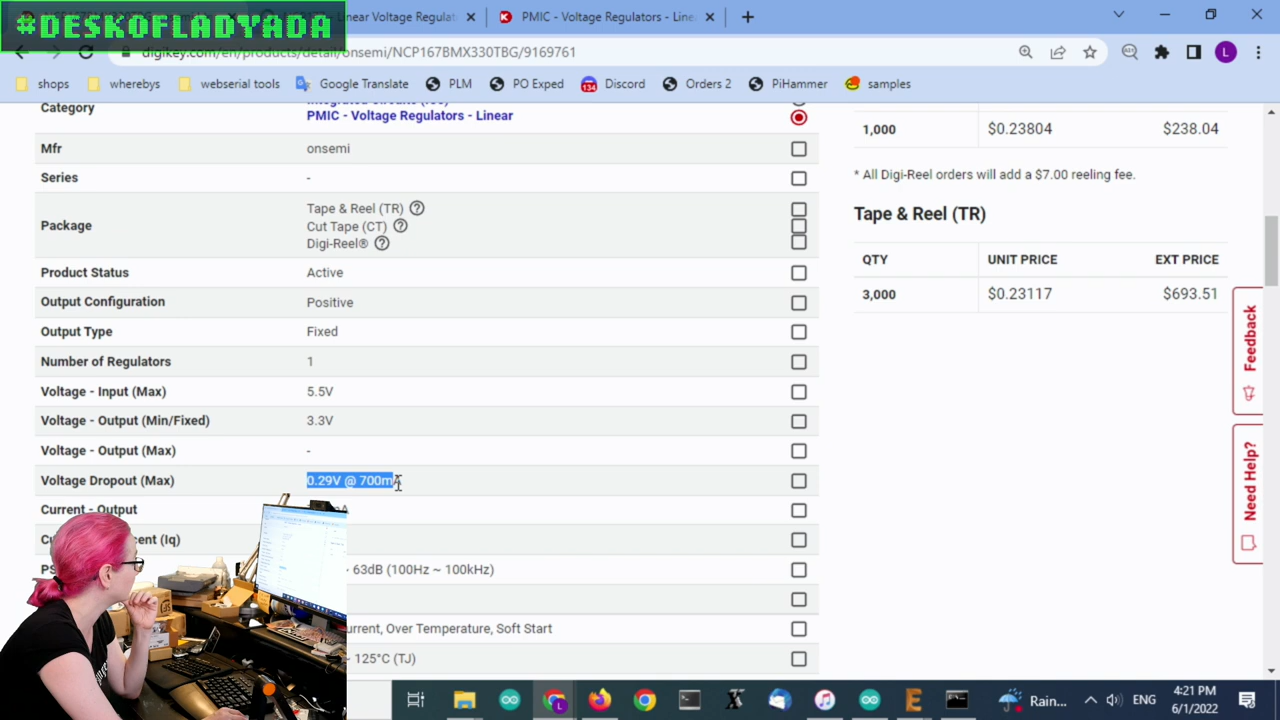 #DESKOFLADYADA
Linear Voltage Regulat
PMIC - Voltage Regulators - Line
digikey.com/en/products/detail/onsemi/NCP167BMX330TBG/9169761
shops
wherebys
webserial tools
Google Translate
PLM
PO Exped
134
Discord
Orders 2
PiHammer
samples
Category
PMIC - Voltage Regulators - Linear
Mfr
onsemi
Series
-
Package
Tape & Reel (TR)
Cut Tape (CT)
Digi-Reel®
Product Status
Active
Output Configuration
Positive
Output Type
Fixed
Number of Regulators
1
Voltage - Input (Max)
5.5V
Voltage - Output (Min/Fixed)
3.3V
Voltage - Output (Max)
-
Voltage Dropout (Max)
0.29V @ 700m
Current - Output
(Iq)
~ 63dB (100Hz ~ 100kHz)
Over Temperature, Soft Start
~ 125°C (TJ)
1,000
$0.23804
$238.04
* All Digi-Reel orders will add a $7.00 reeling fee.
Tape & Reel (TR)
QTY
UNIT PRICE
EXT PRICE
3,000
$0.23117
$693.51
Feedback
Need Help?
L
Rain...
ENG
4:21 PM
6/1/2022